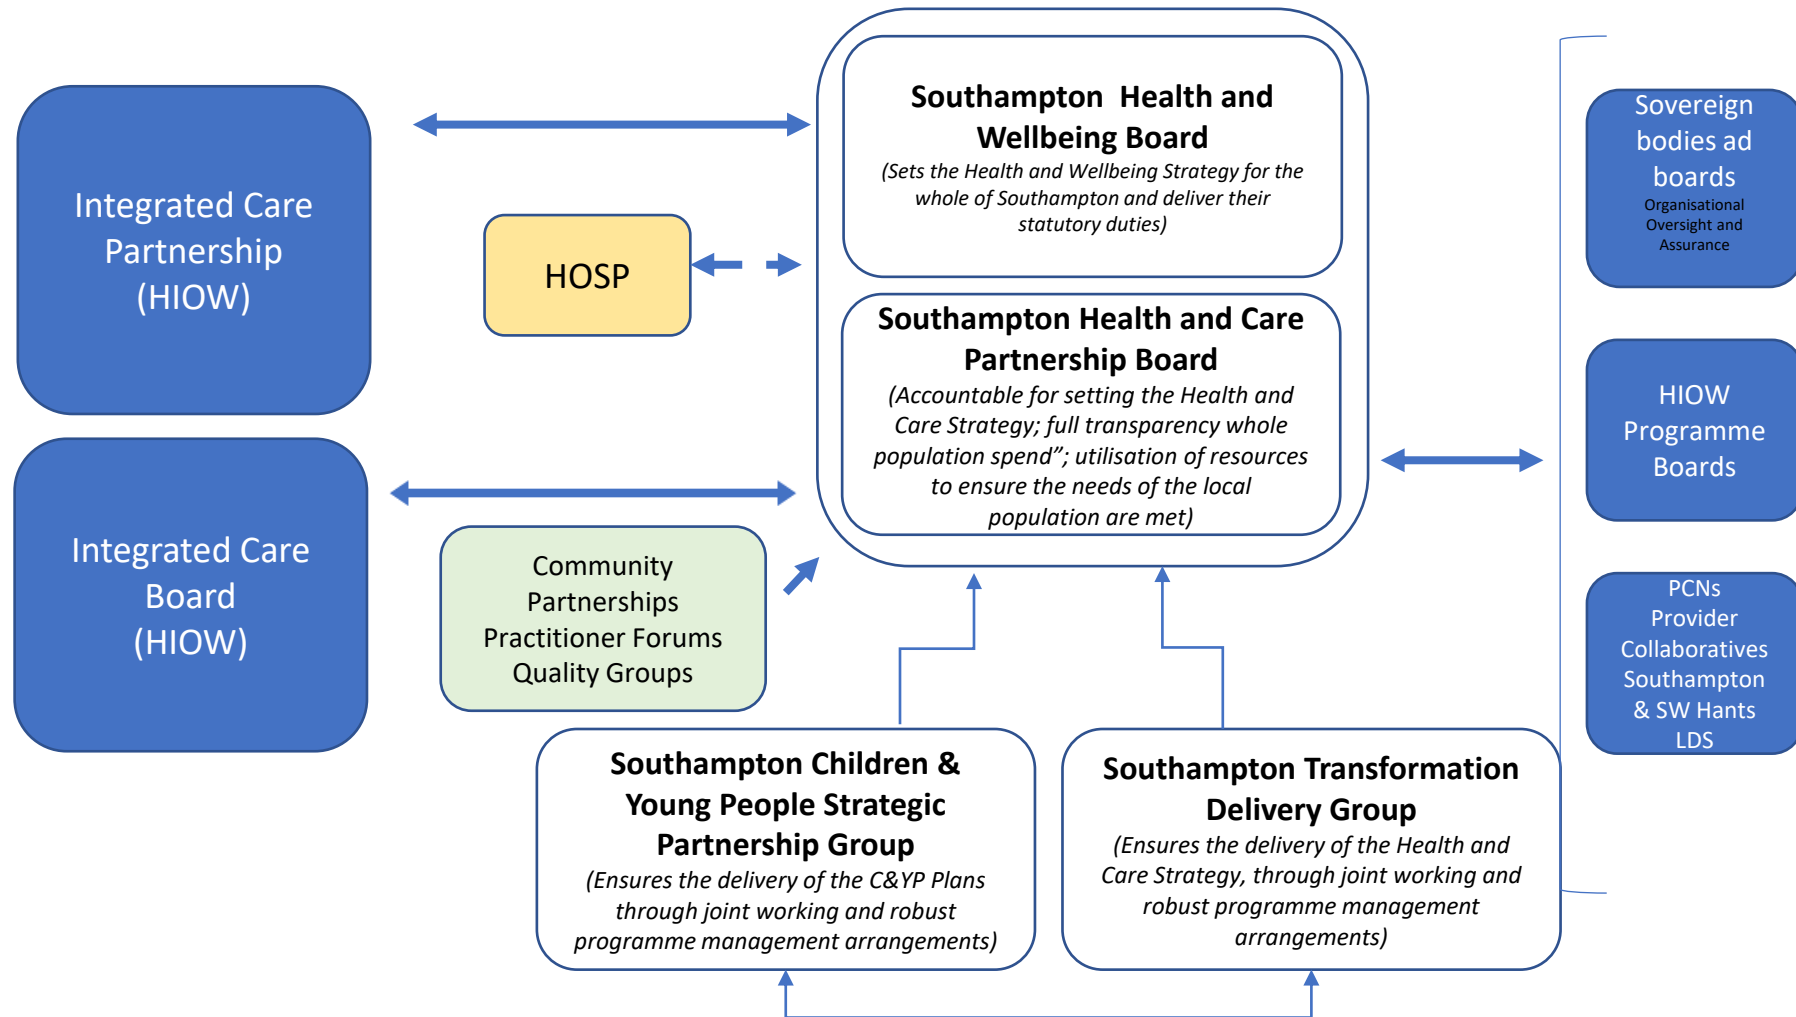 Integrated Care
Partnership
(HIOW)
Integrated Care
Board
(HIOW)
HOSP
Community
Partnerships
Practitioner Forums
Quality Groups
Southampton Health and
Wellbeing Board
(Sets the Health and Wellbeing Strategy for the
whole of Southampton and deliver their
statutory duties)
Southampton Health and Care
Partnership Board
(Accountable for setting the Health and
Care Strategy; full transparency whole
population spend”; utilisation of resources
to ensure the needs of the local
population are met)
Southampton Children &
Young People Strategic
Partnership Group
(Ensures the delivery of the C&YP Plans
through joint working and robust
programme management arrangements)
Southampton Transformation
Delivery Group
(Ensures the delivery of the Health and
Care Strategy, through joint working and
robust programme management
arrangements)
Sovereign
bodies ad
boards
Organisational
Oversight and
Assurance
HIOW
Programme
Boards
PCNs
Provider
Collaboratives
Southampton
& SW Hants
LDS